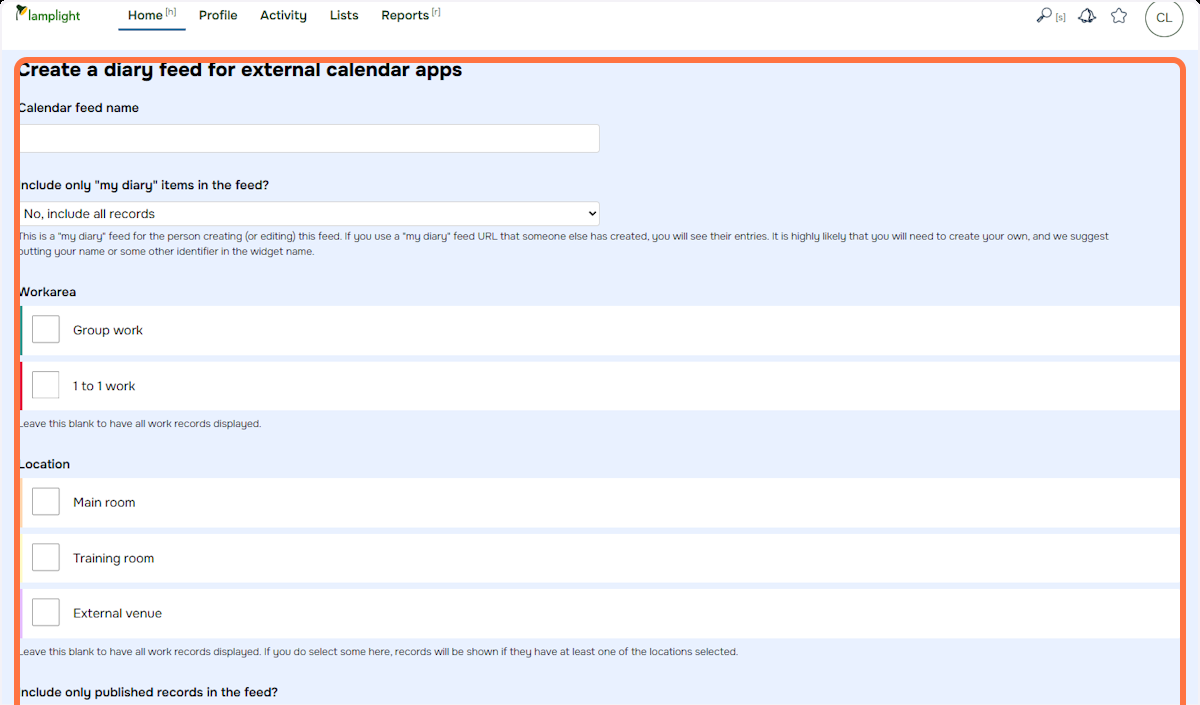 lamplight
Home [h] Profile Activity Lists Reports [r] [s] CL
Create a diary feed for external calendar apps
Calendar feed name
Include only "my diary" items in the feed?
No, include all records
This is a "my diary" feed for the person creating (or editing) this feed. If you use a "my diary" feed URL that someone else has created, you will see their entries. It is highly likely that you will need to create your own, and we suggest
putting your name or some other identifier in the widget name.
Workarea
Group work
1 to 1 work
Leave this blank to have all work records displayed.
Location
Main room
Training room
External venue
Leave this blank to have all work records displayed. If you do select some here, records will be shown if they have at least one of the locations selected.
Include only published records in the feed?